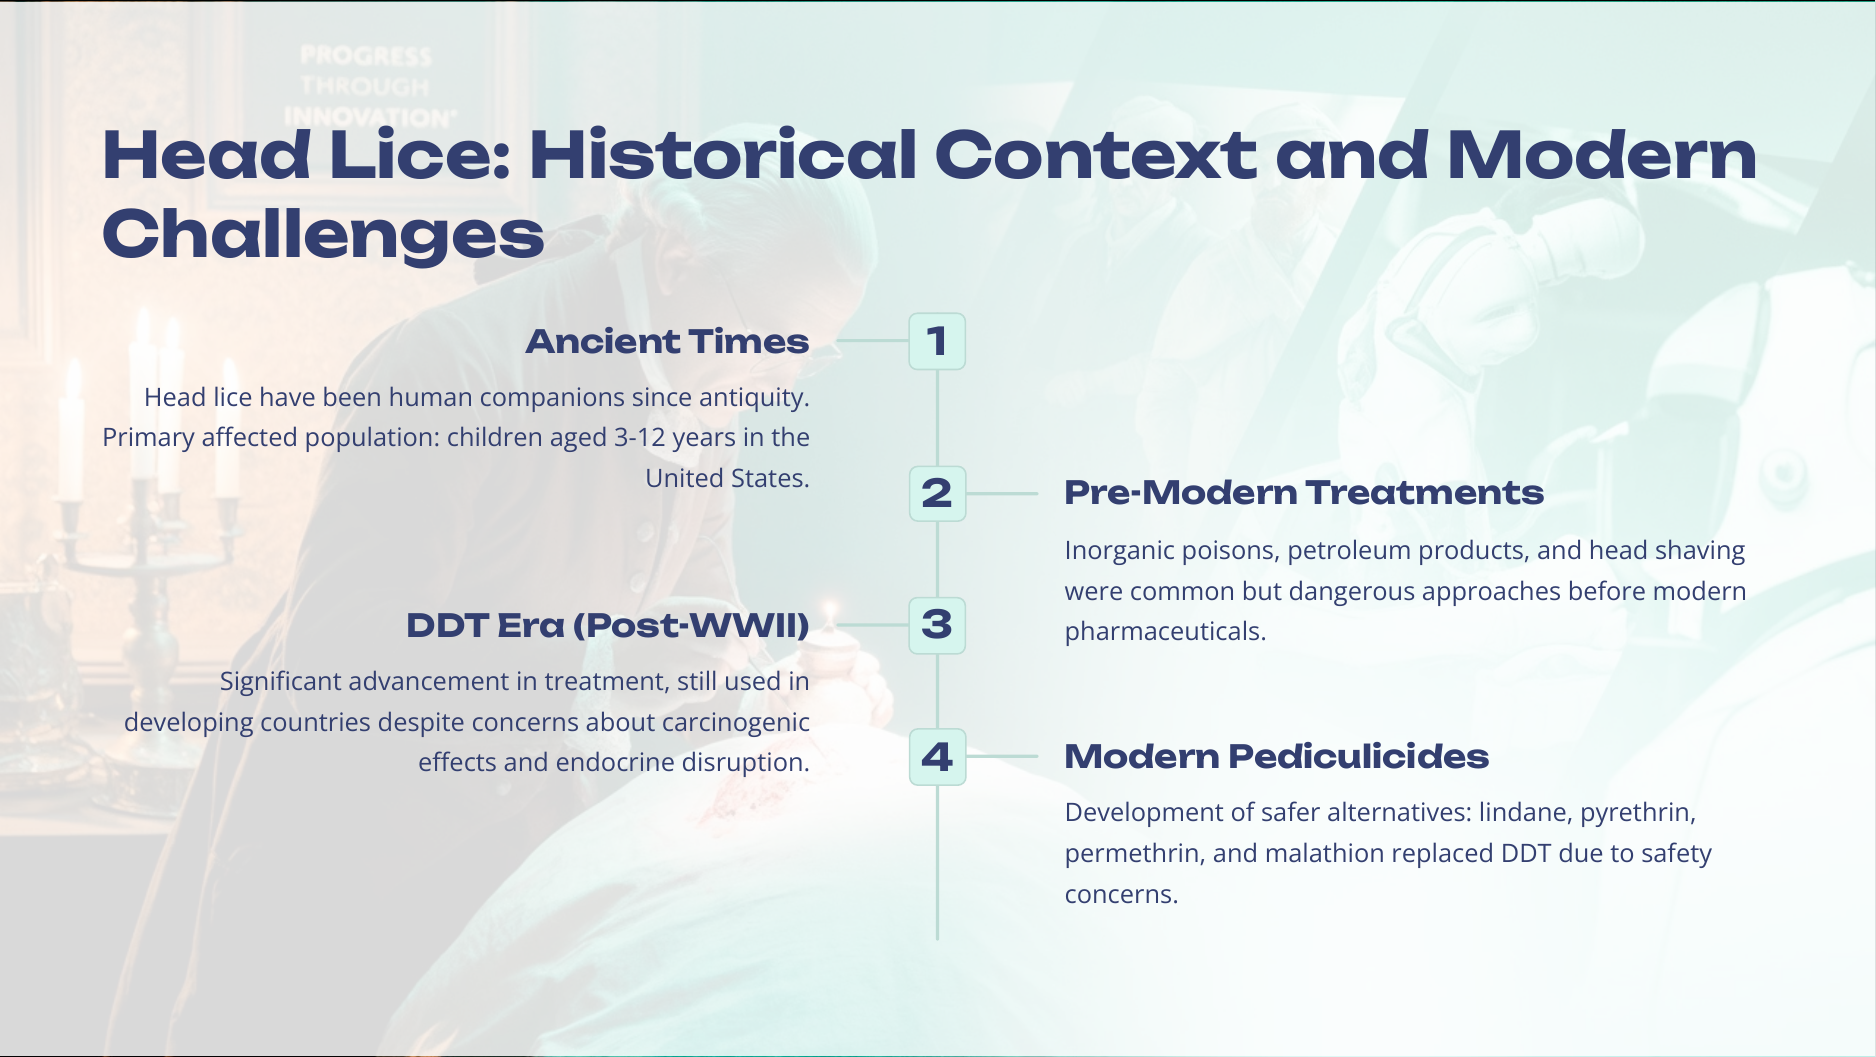 PROGRESS
THROUGH
INNOVATION"
Head Lice: Historical Context and Modern
Challenges
Ancient Times
1
Head lice have been human companions since antiquity.
Primary affected population: children aged 3-12 years in the
United States.
2
Pre-Modern Treatments
Inorganic poisons, petroleum products, and head shaving
were common but dangerous approaches before modern
pharmaceuticals.
DDT Era (Post-WWII)
3
Significant advancement in treatment, still used in
developing countries despite concerns about carcinogenic
effects and endocrine disruption.
4
Modern Pediculicides
Development of safer alternatives: lindane, pyrethrin,
permethrin, and malathion replaced DDT due to safety
concerns.